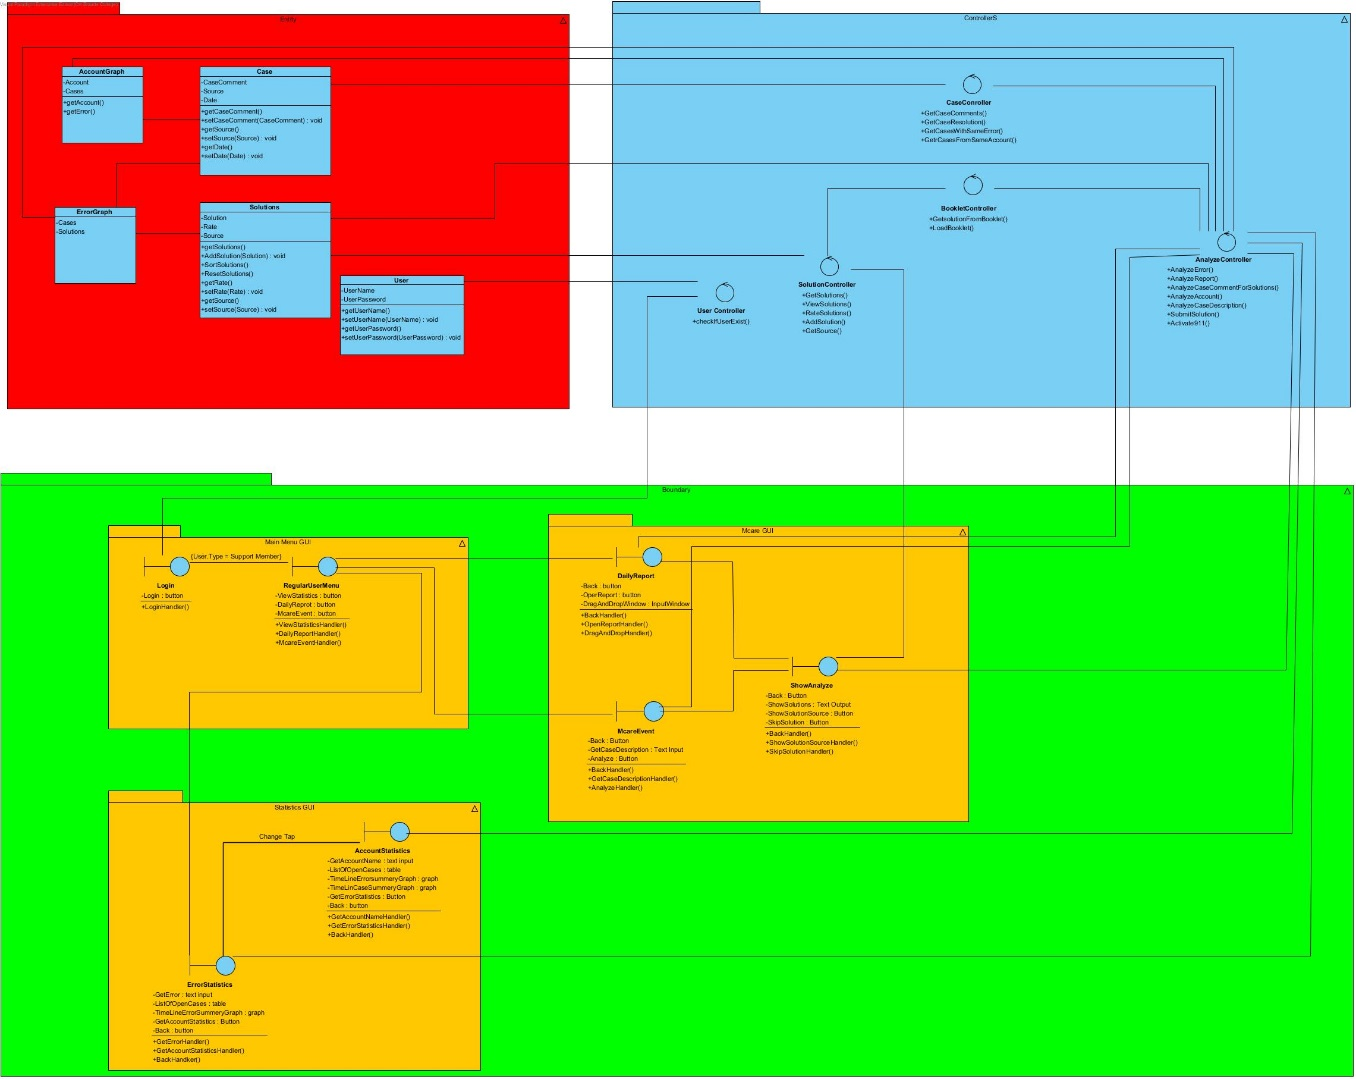 Entity
ControllerS
AccountGraph
-Account
-Cases
+getAccount()
+getError()
Case
-CaseComment
-Source
-Date
+getCaseComment()
+setCaseComment(CaseComment) : void
+getSource()
+setSource(Source) : void
+getDate()
+setDate(Date) : void
CaseController
+GetCaseComments()
+GetCaseResolution()
+GetCasesWithSameError()
+GetrCasesFromSameAccount()
ErrorGraph
-Cases
-Solutions
Solutions
-Solution
-Rate
-Source
+getSolutions()
+AddSolution(Solution) : void
+SortSolutions()
+ResetSolutions()
+getRate()
+setRate(Rate) : void
+getSource()
+setSource(Source) : void
User
-UserName
-UserPassword
+getUserName()
+setUserName(UserName) : void
+getUserPassword()
+setUserPassword(UserPassword) : void
BookletController
+GetsolutionFromBooklet()
+LoadBooklet()
User Controller
+checkIfUserExist()
SolutionController
+GetSolutions()
+ViewSolutions()
+RateSolutions()
+AddSolution()
+GetSource()
AnalyzeController
+AnalyzeError()
+AnalyzeReport()
+AnalyzeCaseCommentForSolutions()
+AnalyzeAccount()
+AnalyzeCaseDescription()
+SubmitSolution()
+Activate911()
Boundary
Main Menu GUI
{User.Type = Support Member}
Login
-Login : button
+LoginHandler()
RegularUserMenu
-ViewStatistics : button
-DailyReprot : button
-McareEvent : button
+ViewStatisticsHandler()
+DailyReportHandler()
+McareEventHandler()
Mcare GUI
DailyReport
-Back : button
-OperReport : button
-DragAndDropWindow : InputWindow
+BackHandler()
+OpenReportHandler()
+DragAndDropHandler()
ShowAnalyze
-Back : Button
-ShowSolutions : Text Output
-ShowSolutionSource : Button
-SkipSolution : Button
+BackHandler()
+ShowSolutionSourceHandler()
+SkipSolutionHandler()
McareEvent
-Back : Button
-GetCaseDescription : Text Input
-Analyze : Button
+BackHandler()
+GetCaseDescriptionHandler()
+AnalyzeHandler()
Statistics GUI
Change Tap
AccountStatistics
-GetAccountName : text input
-ListOfOpenCases : table
-TimeLineErrorsummeryGraph : graph
-TimeLinCaseSummeryGraph : graph
-GetErrorStatistics : Button
-Back : button
+GetAccountNameHandler()
+GetErrorStatisticsHandler()
+BackHandler()
ErrorStatistics
-GetError : text input
-ListOfOpenCases : table
-TimeLineErrorSummeryGraph : graph
-GetAccountStatistics : Button
-Back : button
+GetErrorHandler()
+GetAccountStatisticsHandler()
+BackHandker()